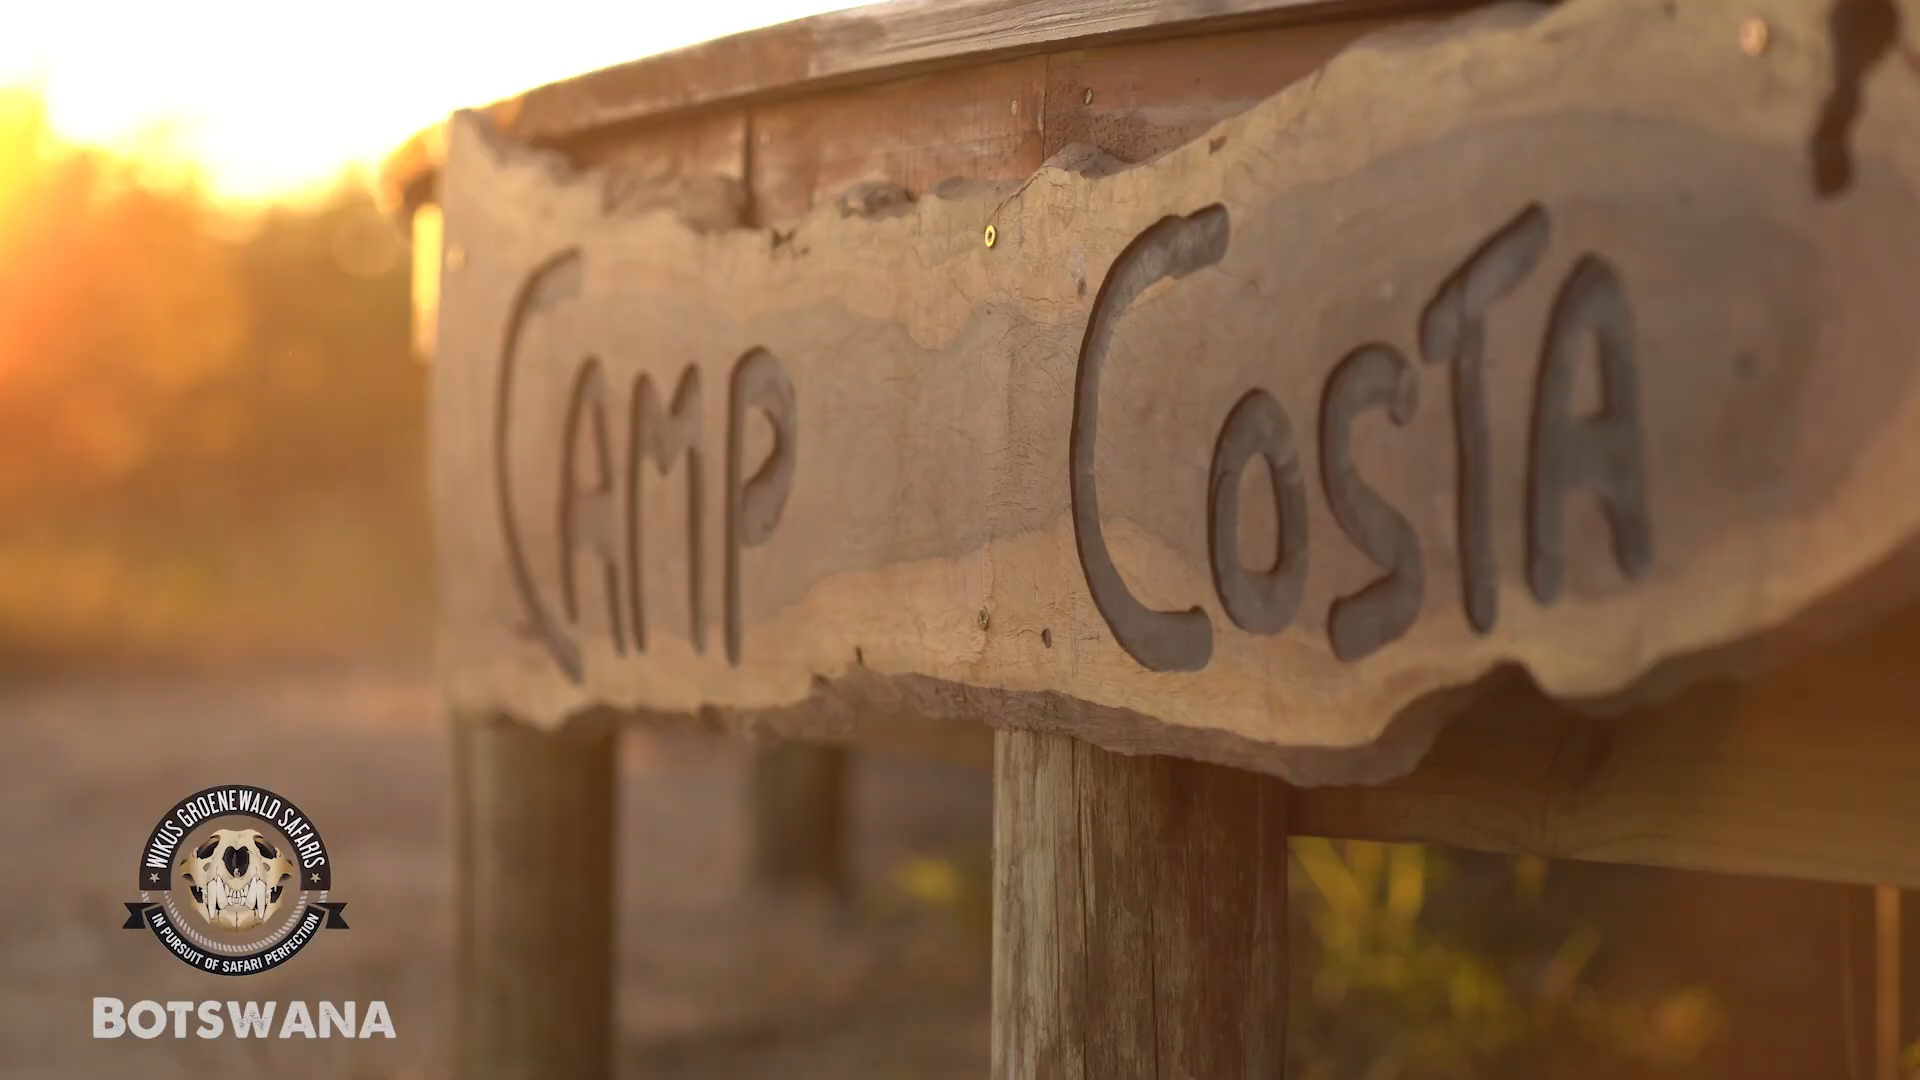 CAMP COSTA
WIKUS GROENEWALD SAFARIS
IN PURSUIT OF SAFARI PERFECTION
BOTSWANA